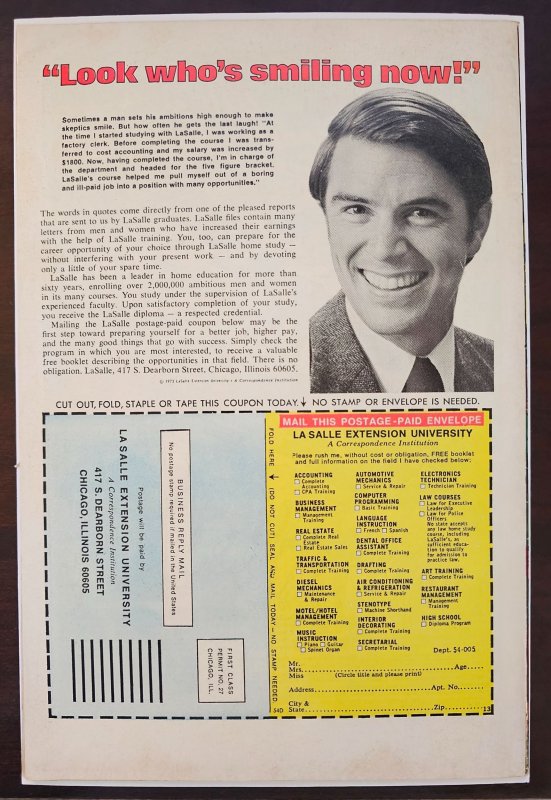 “Look who’s smiling now!”
Sometimes a man sets his ambitions high enough to make
skeptics smile. But how often he gets the last laugh! “At
the time I started studying with LaSalle, I was working as a
factory clerk. Before completing the course I was trans-
ferred to cost accounting and my salary was increased by
$1800. Now, having completed the course, I’m in charge of
the department and headed for the five figure bracket.
LaSalle’s course helped me pull myself out of a boring
and ill-paid job into a position with many opportunities.”
The words in quotes come directly from one of the pleased reports
that are sent to us by LaSalle graduates. LaSalle files contain many
letters from men and women who have increased their earnings
with the help of LaSalle training. You, too, can prepare for the
career opportunity of your choice through LaSalle home study —
without interfering with your present work — and by devoting
only a little of your spare time.
LaSalle has been a leader in home education for more than
sixty years, enrolling over 2,000,000 ambitious men and women
in its many courses. You study under the supervision of LaSalle’s
experienced faculty. Upon satisfactory completion of your study,
you receive the LaSalle diploma — a respected credential.
Mailing the LaSalle postage-paid coupon below may be the
first step toward preparing yourself for a better job, higher pay,
and the many good things that go with success. Simply check the
program in which you are most interested, to receive a valuable
free booklet describing the opportunities in that field. There is no
obligation. LaSalle, 417 S. Dearborn Street, Chicago, Illinois 60605.
© 1973 LaSalle Extension University • A Correspondence Institution
CUT OUT, FOLD, STAPLE OR TAPE THIS COUPON TODAY. NO STAMP OR ENVELOPE IS NEEDED.
FIRST CLASS
PERMIT NO. 27
CHICAGO, ILL.
BUSINESS REPLY MAIL
No postage stamp required if mailed in the United States
Postage will be paid by
LA SALLE EXTENSION UNIVERSITY
A Correspondence Institution
417 S. DEARBORN STREET
CHICAGO, ILLINOIS 60605
FOLD HERE (DO NOT CUT) SEAL AND MAIL TODAY—NO STAMP NEEDED.
54D
MAIL THIS POSTAGE-PAID ENVELOPE
LA SALLE EXTENSION UNIVERSITY
A Correspondence Institution
Please rush me, without cost or obligation, FREE booklet
and full information on the field I have checked below:
ACCOUNTING
Complete
Accounting
CPA Training
BUSINESS
MANAGEMENT
Management
Training
REAL ESTATE
Complete Real
Estate
Real Estate Sales
TRAFFIC &
TRANSPORTATION
Complete Training
DIESEL
MECHANICS
Maintenance
& Repair
MOTEL/HOTEL
MANAGEMENT
Complete Training
MUSIC
INSTRUCTION
Piano Guitar
Spinet Organ
AUTOMOTIVE
MECHANICS
Service & Repair
COMPUTER
PROGRAMMING
Basic Training
LANGUAGE
INSTRUCTION
French Spanish
DENTAL OFFICE
ASSISTANT
Complete Training
DRAFTING
Complete Training
AIR CONDITIONING
& REFRIGERATION
Service & Repair
STENOTYPE
Machine Shorthand
INTERIOR
DECORATING
Complete Training
SECRETARIAL
Complete Training
ELECTRONICS
TECHNICIAN
Technician Training
LAW COURSES
Law for Executive
Leadership
Law for Police
Officers
No state accepts
any law home study
course, including
LaSalle’s, as
sufficient educa-
tion to qualify
for admission to
practice law.
ART TRAINING
Complete Training
RESTAURANT
MANAGEMENT
Management
Training
HIGH SCHOOL
Diploma Program
Dept. 54-005
Mr.
Mrs. Age
Miss (Circle title and please print)
Address Apt. No.
City &
State Zip 13